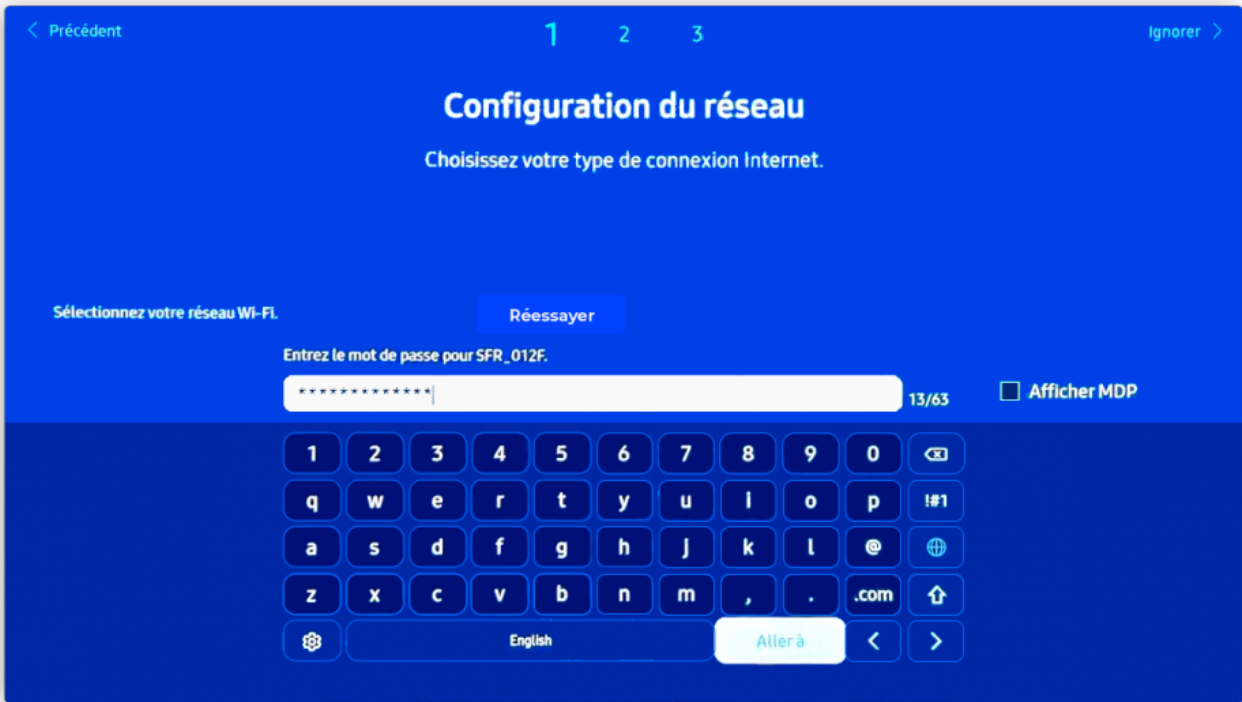 Précédent
1 2 3
Ignorer
Configuration du réseau
Choisissez votre type de connexion Internet.
Sélectionnez votre réseau Wi-Fi.
Réessayer
Entrez le mot de passe pour SFR_012F.
*************
13/63
Afficher MDP
1 2 3 4 5 6 7 8 9 0
q w e r t y u i o p !#1
a s d f g h j k l @
z x c v b n m , . .com
English
Aller à